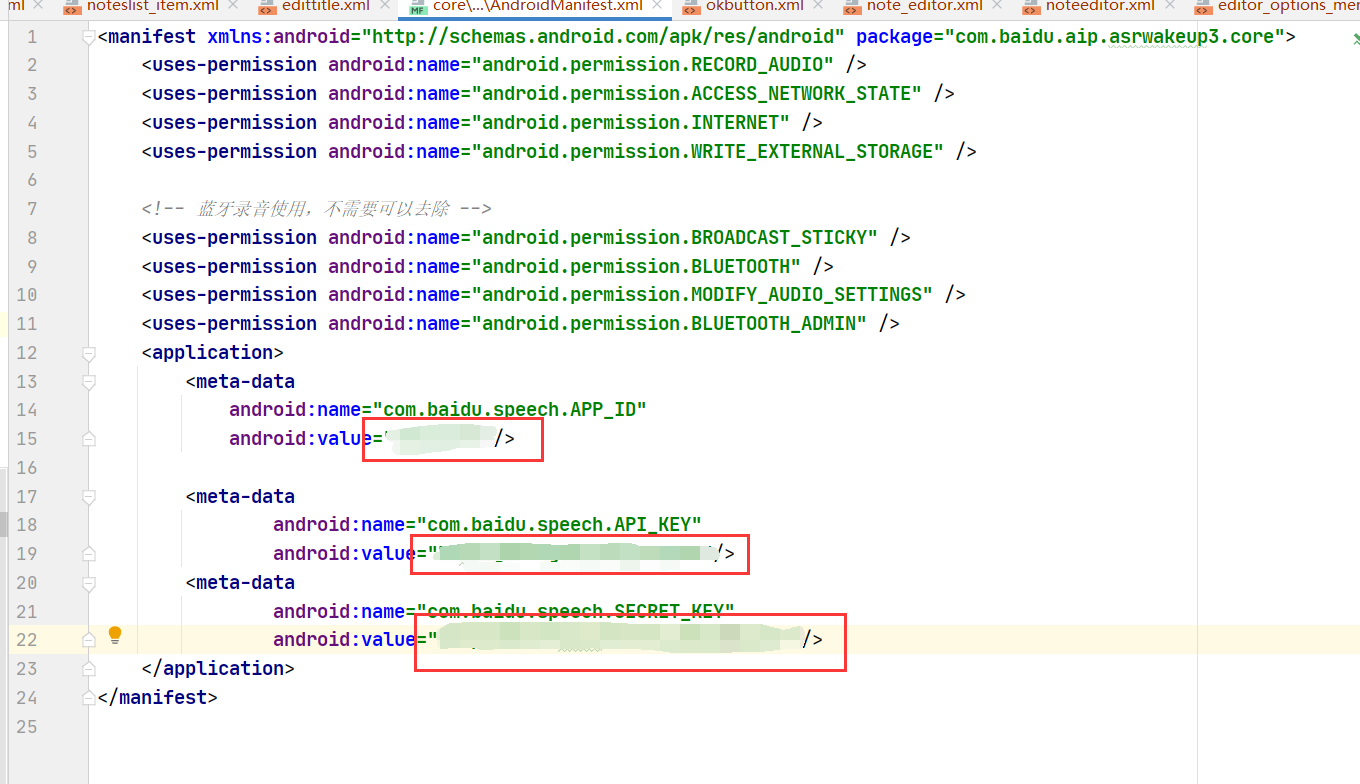 ml noteslist_item.xml edittitle.xml core\...\AndroidManifest.xml okbutton.xml note_editor.xml noteeditor.xml editor_options_mer
1 <manifest xmlns:android="http://schemas.android.com/apk/res/android" package="com.baidu.aip.asrwakeup3.core">
2 <uses-permission android:name="android.permission.RECORD_AUDIO" />
3 <uses-permission android:name="android.permission.ACCESS_NETWORK_STATE" />
4 <uses-permission android:name="android.permission.INTERNET" />
5 <uses-permission android:name="android.permission.WRITE_EXTERNAL_STORAGE" />
6
7 <!-- 蓝牙录音使用，不需要可以去除 -->
8 <uses-permission android:name="android.permission.BROADCAST_STICKY" />
9 <uses-permission android:name="android.permission.BLUETOOTH" />
10 <uses-permission android:name="android.permission.MODIFY_AUDIO_SETTINGS" />
11 <uses-permission android:name="android.permission.BLUETOOTH_ADMIN" />
12 <application>
13 <meta-data
14 android:name="com.baidu.speech.APP_ID"
15 android:value=" />
16
17 <meta-data
18 android:name="com.baidu.speech.API_KEY"
19 android:value=" />
20 <meta-data
21 android:name="com.baidu.speech.SECRET_KEY"
22 android:value=" />
23 </application>
24 </manifest>
25